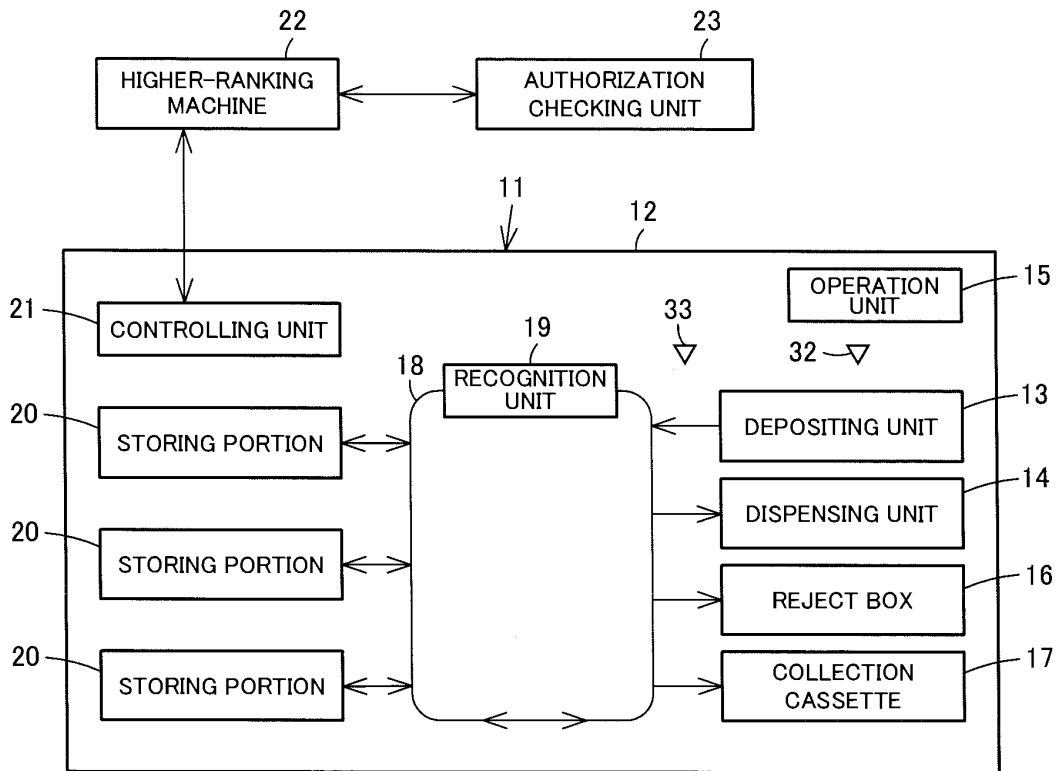 22
23
HIGHER-RANKING
MACHINE
AUTHORIZATION
CHECKING UNIT
11
12
21
CONTROLLING UNIT
OPERATION
UNIT
15
33
32
19
18
RECOGNITION
UNIT
20
STORING PORTION
13
DEPOSITING UNIT
14
DISPENSING UNIT
20
STORING PORTION
16
REJECT BOX
20
STORING PORTION
17
COLLECTION
CASSETTE